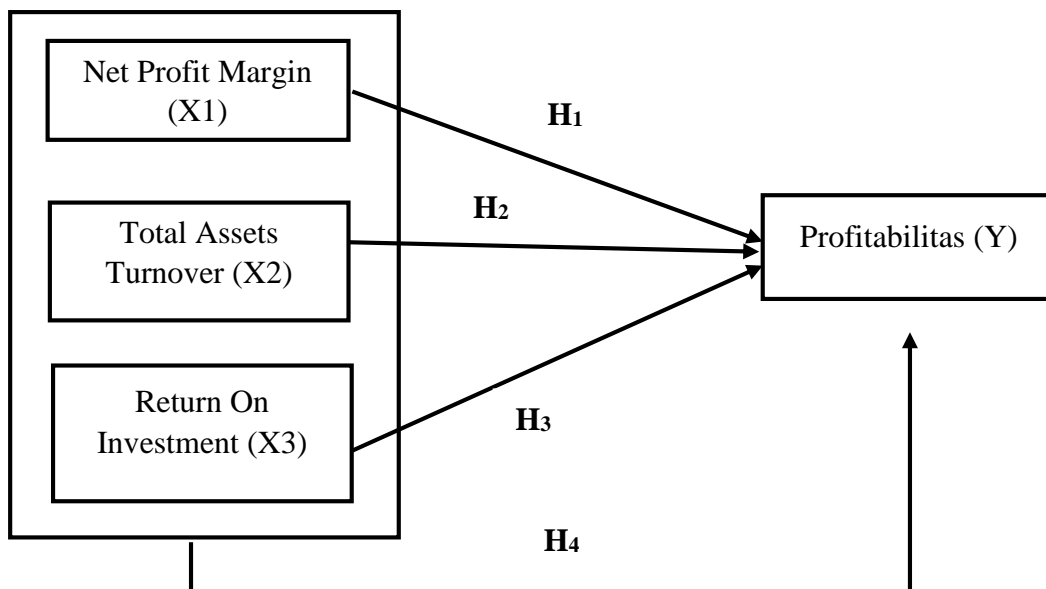 Net Profit Margin
(X1)
H1
Total Assets
Turnover (X2)
H2
Profitabilitas (Y)
Return On
Investment (X3)
H3
H4